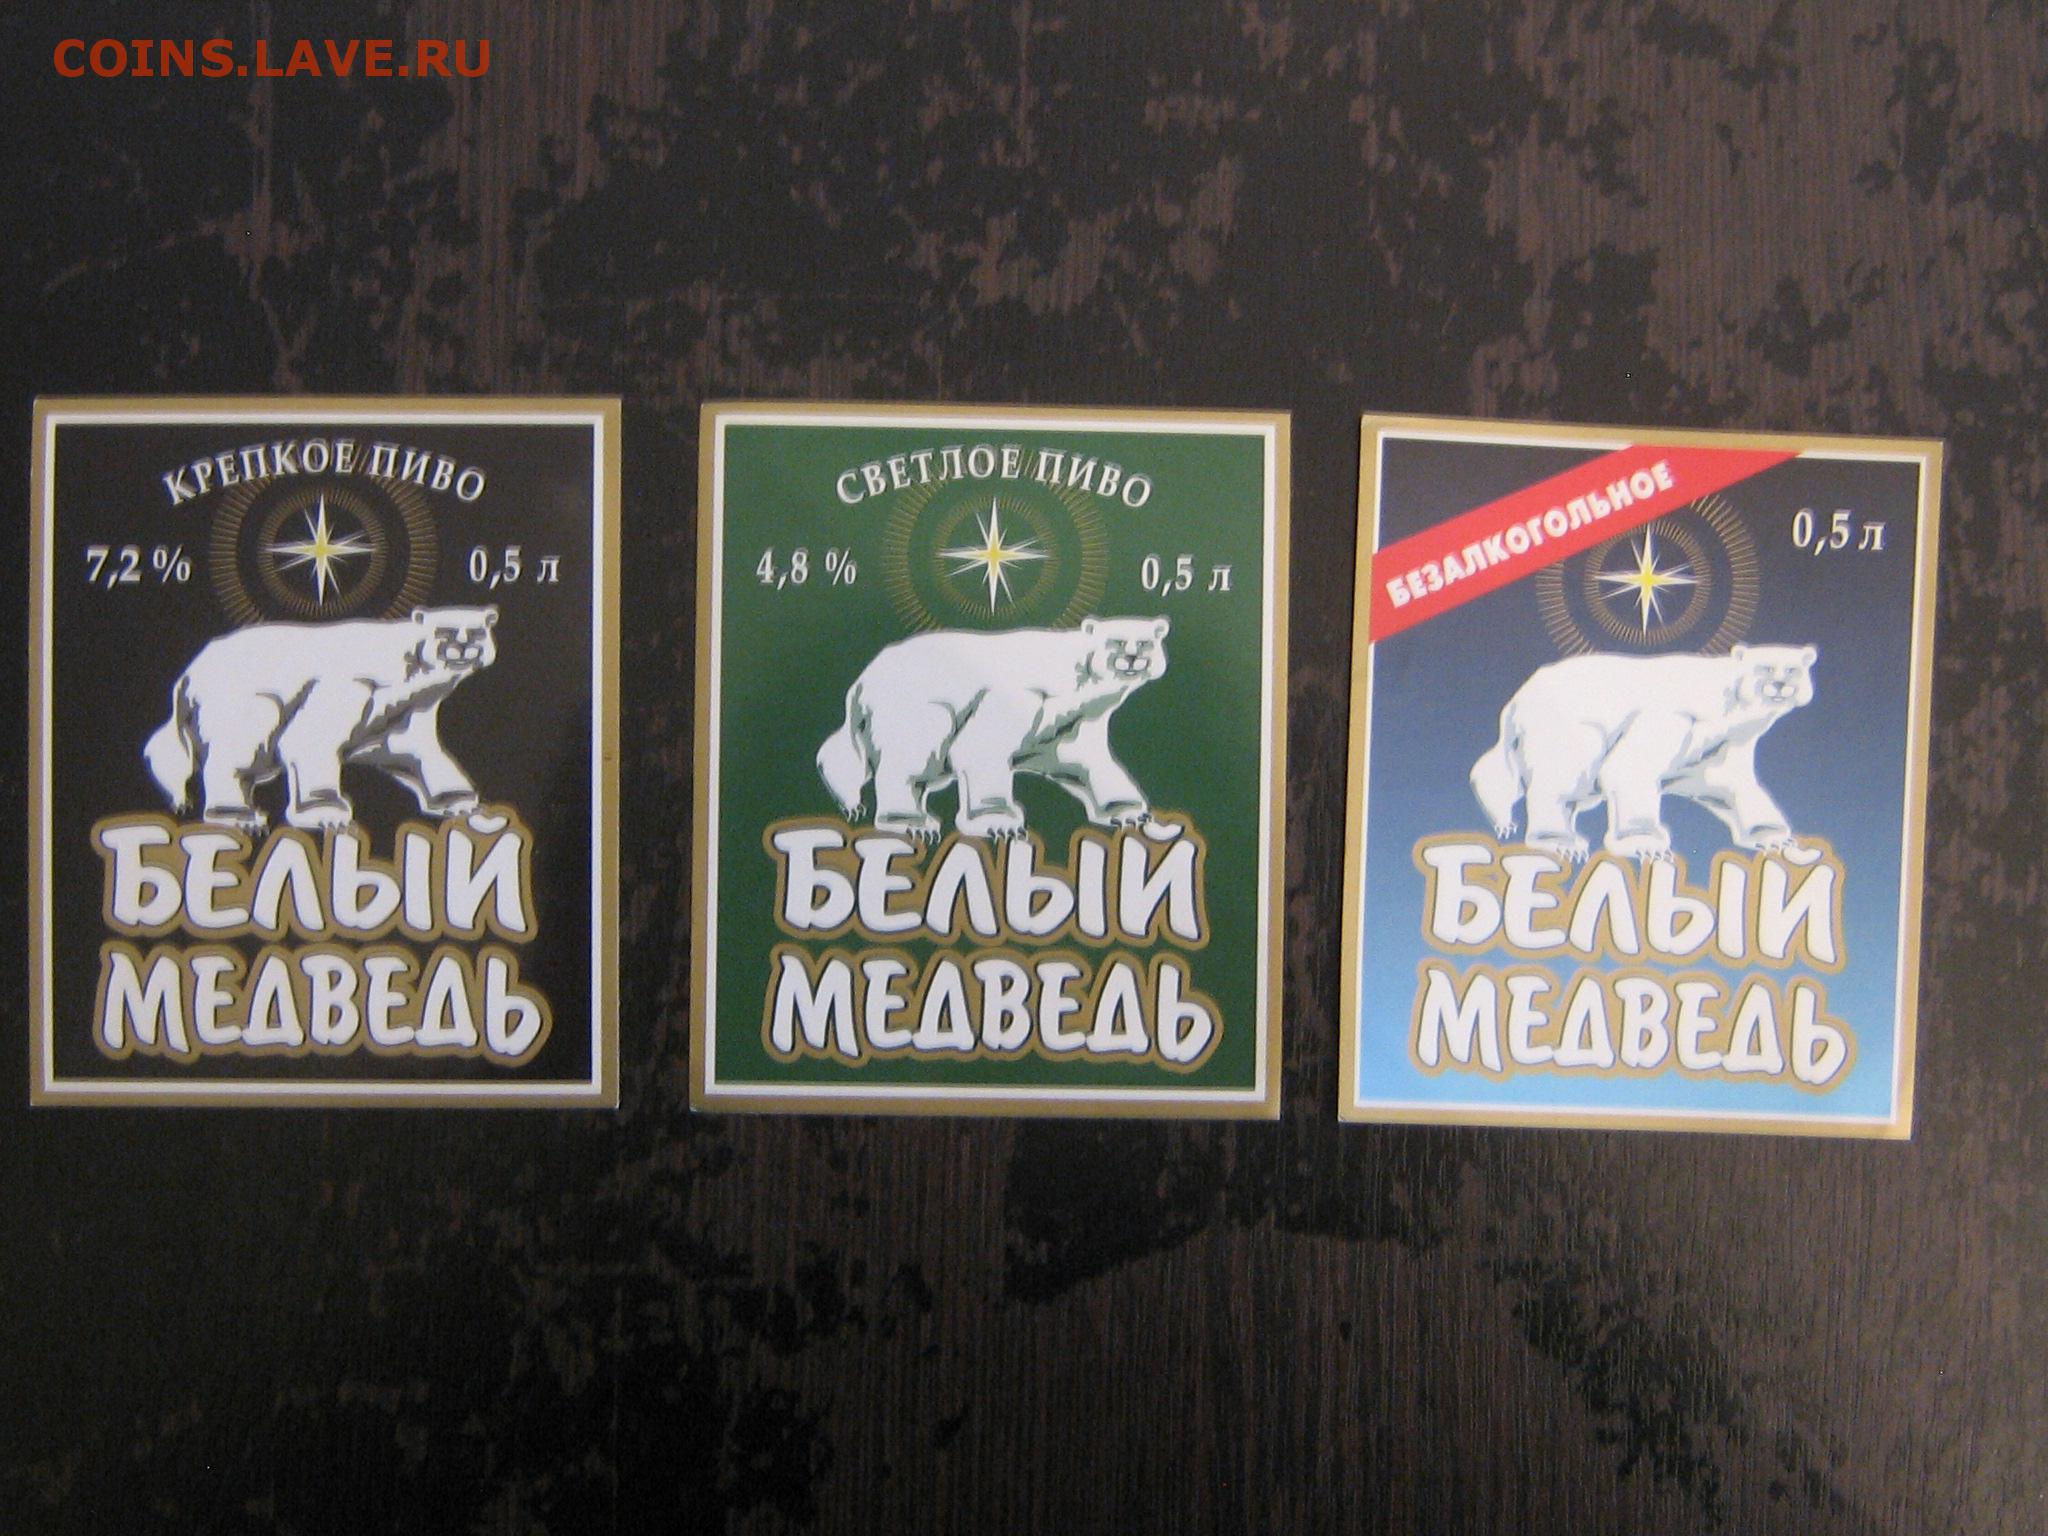 COINS.LAVE.RU
КРЕПКОЕ ПИВО
7,2 % 0,5 л
БЕЛЫЙ
МЕДВЕДЬ
СВЕТЛОЕ ПИВО
4,8 % 0,5 л
БЕЛЫЙ
МЕДВЕДЬ
БЕЗАЛКОГОЛЬНОЕ
0,5 л
БЕЛЫЙ
МЕДВЕДЬ